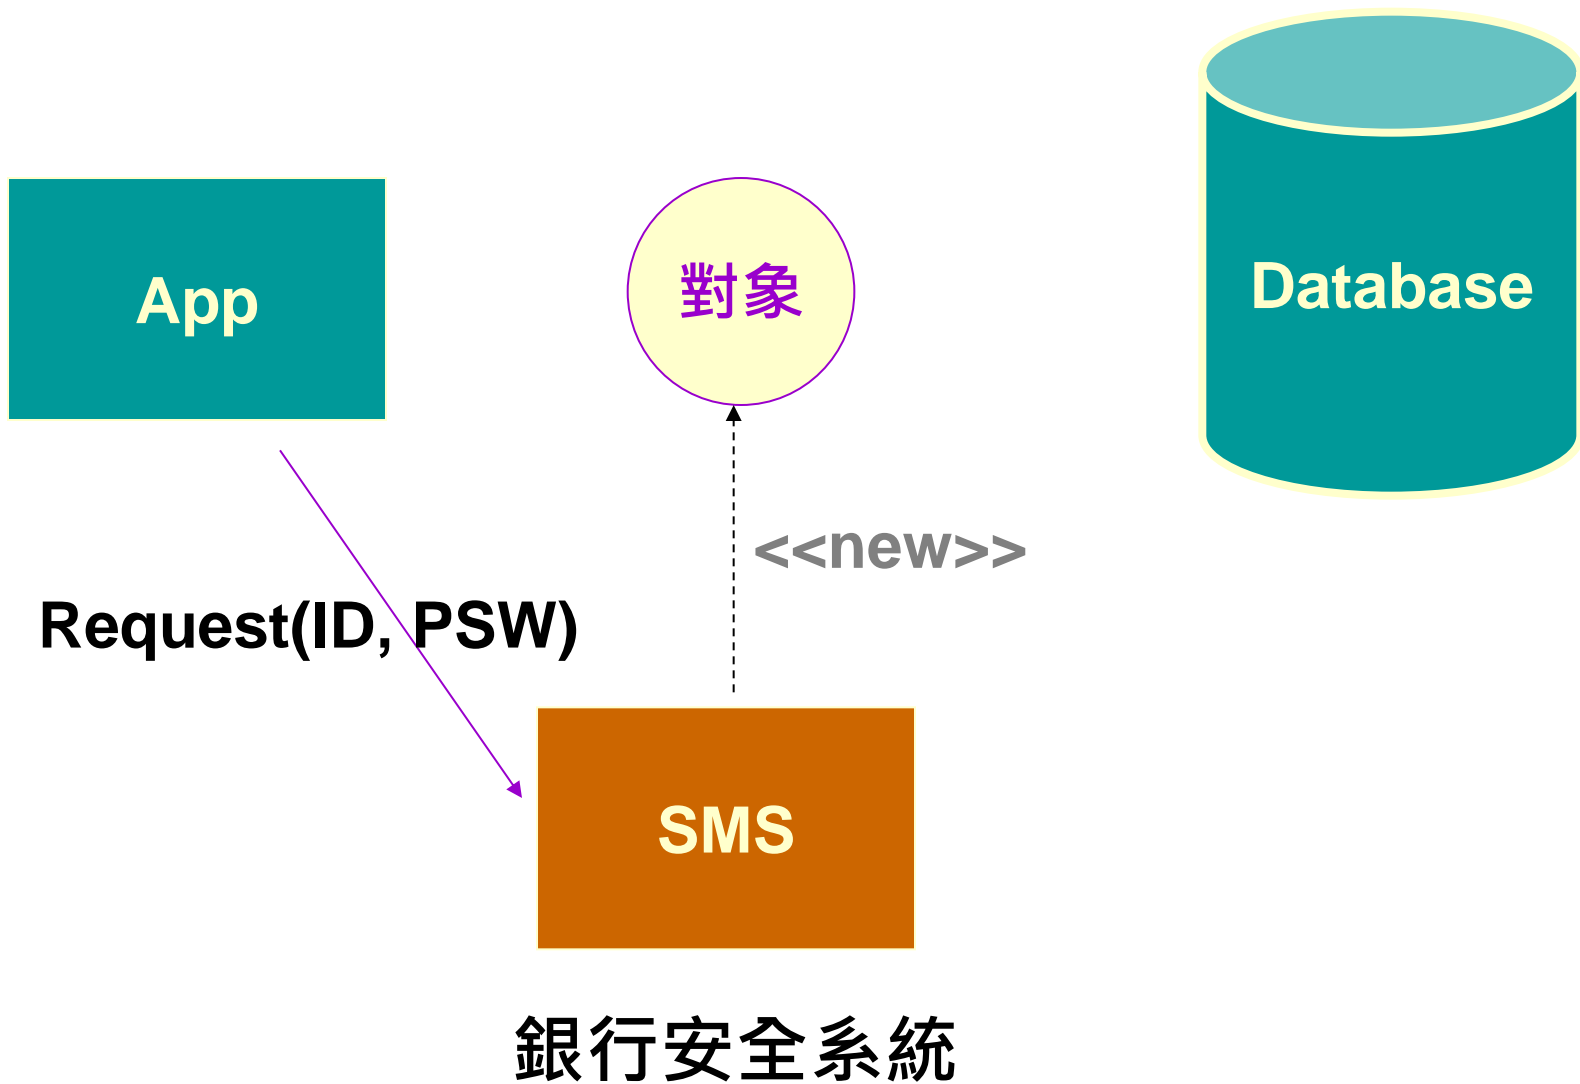 App
對象
Database
<<new>>
Request(ID, PSW)
SMS
銀行安全系統